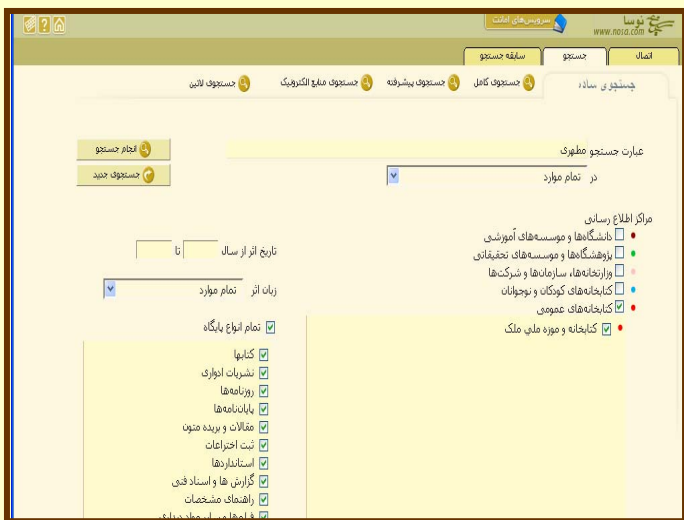 نوسا
www.nosa.com
سرویس‌های امانت
اتصال
جستجو
سابقه جستجو
جستجوی ساده
جستجوی کامل
جستجوی پیشرفته
جستجوی منابع الکترونیک
جستجوی لاتین
عبارت جستجو مطهری
انجام جستجو
در تمام موارد
جستجوی جدید
مراکز اطلاع رسانی
دانشگاه‌ها و موسسه‌های آموزشی
پژوهشگاه‌ها و موسسه‌های تحقیقاتی
وزارتخانه‌ها، سازمان‌ها و شرکت‌ها
کتابخانه‌های کودکان و نوجوانان
کتابخانه‌های عمومی
کتابخانه و موزه ملي ملک
تاریخ اثر از سال تا
زبان اثر تمام موارد
تمام انواع پایگاه
کتابها
نشریات ادواری
روزنامه‌ها
پایان‌نامه‌ها
مقالات و بریده متون
ثبت اختراعات
استانداردها
گزارش ها و اسناد فنی
راهنمای مشخصات